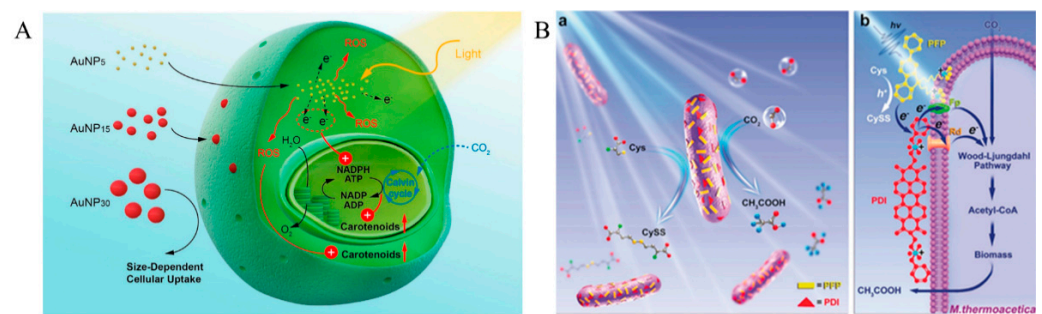 A
AuNP5
AuNP15
AuNP30
Size-Dependent
Cellular Uptake
ROS
Light
e-
e-
e-
e-
e-
ROS
ROS
H2O
CO2
NADPH
ATP
NADP
ADP
Calvin
cycle
O2
Carotenoids
Carotenoids
B
a
Cys
CO2
CH3COOH
CySS
= PFP
= PDI
b
hν
PFP
CO2
Cys
h+
CySS
e-
e-
e-
e-
Fp
Rd
Wood-Ljungdahl
Pathway
PDI
Acetyl-CoA
Biomass
CH3COOH
M.thermoacetica